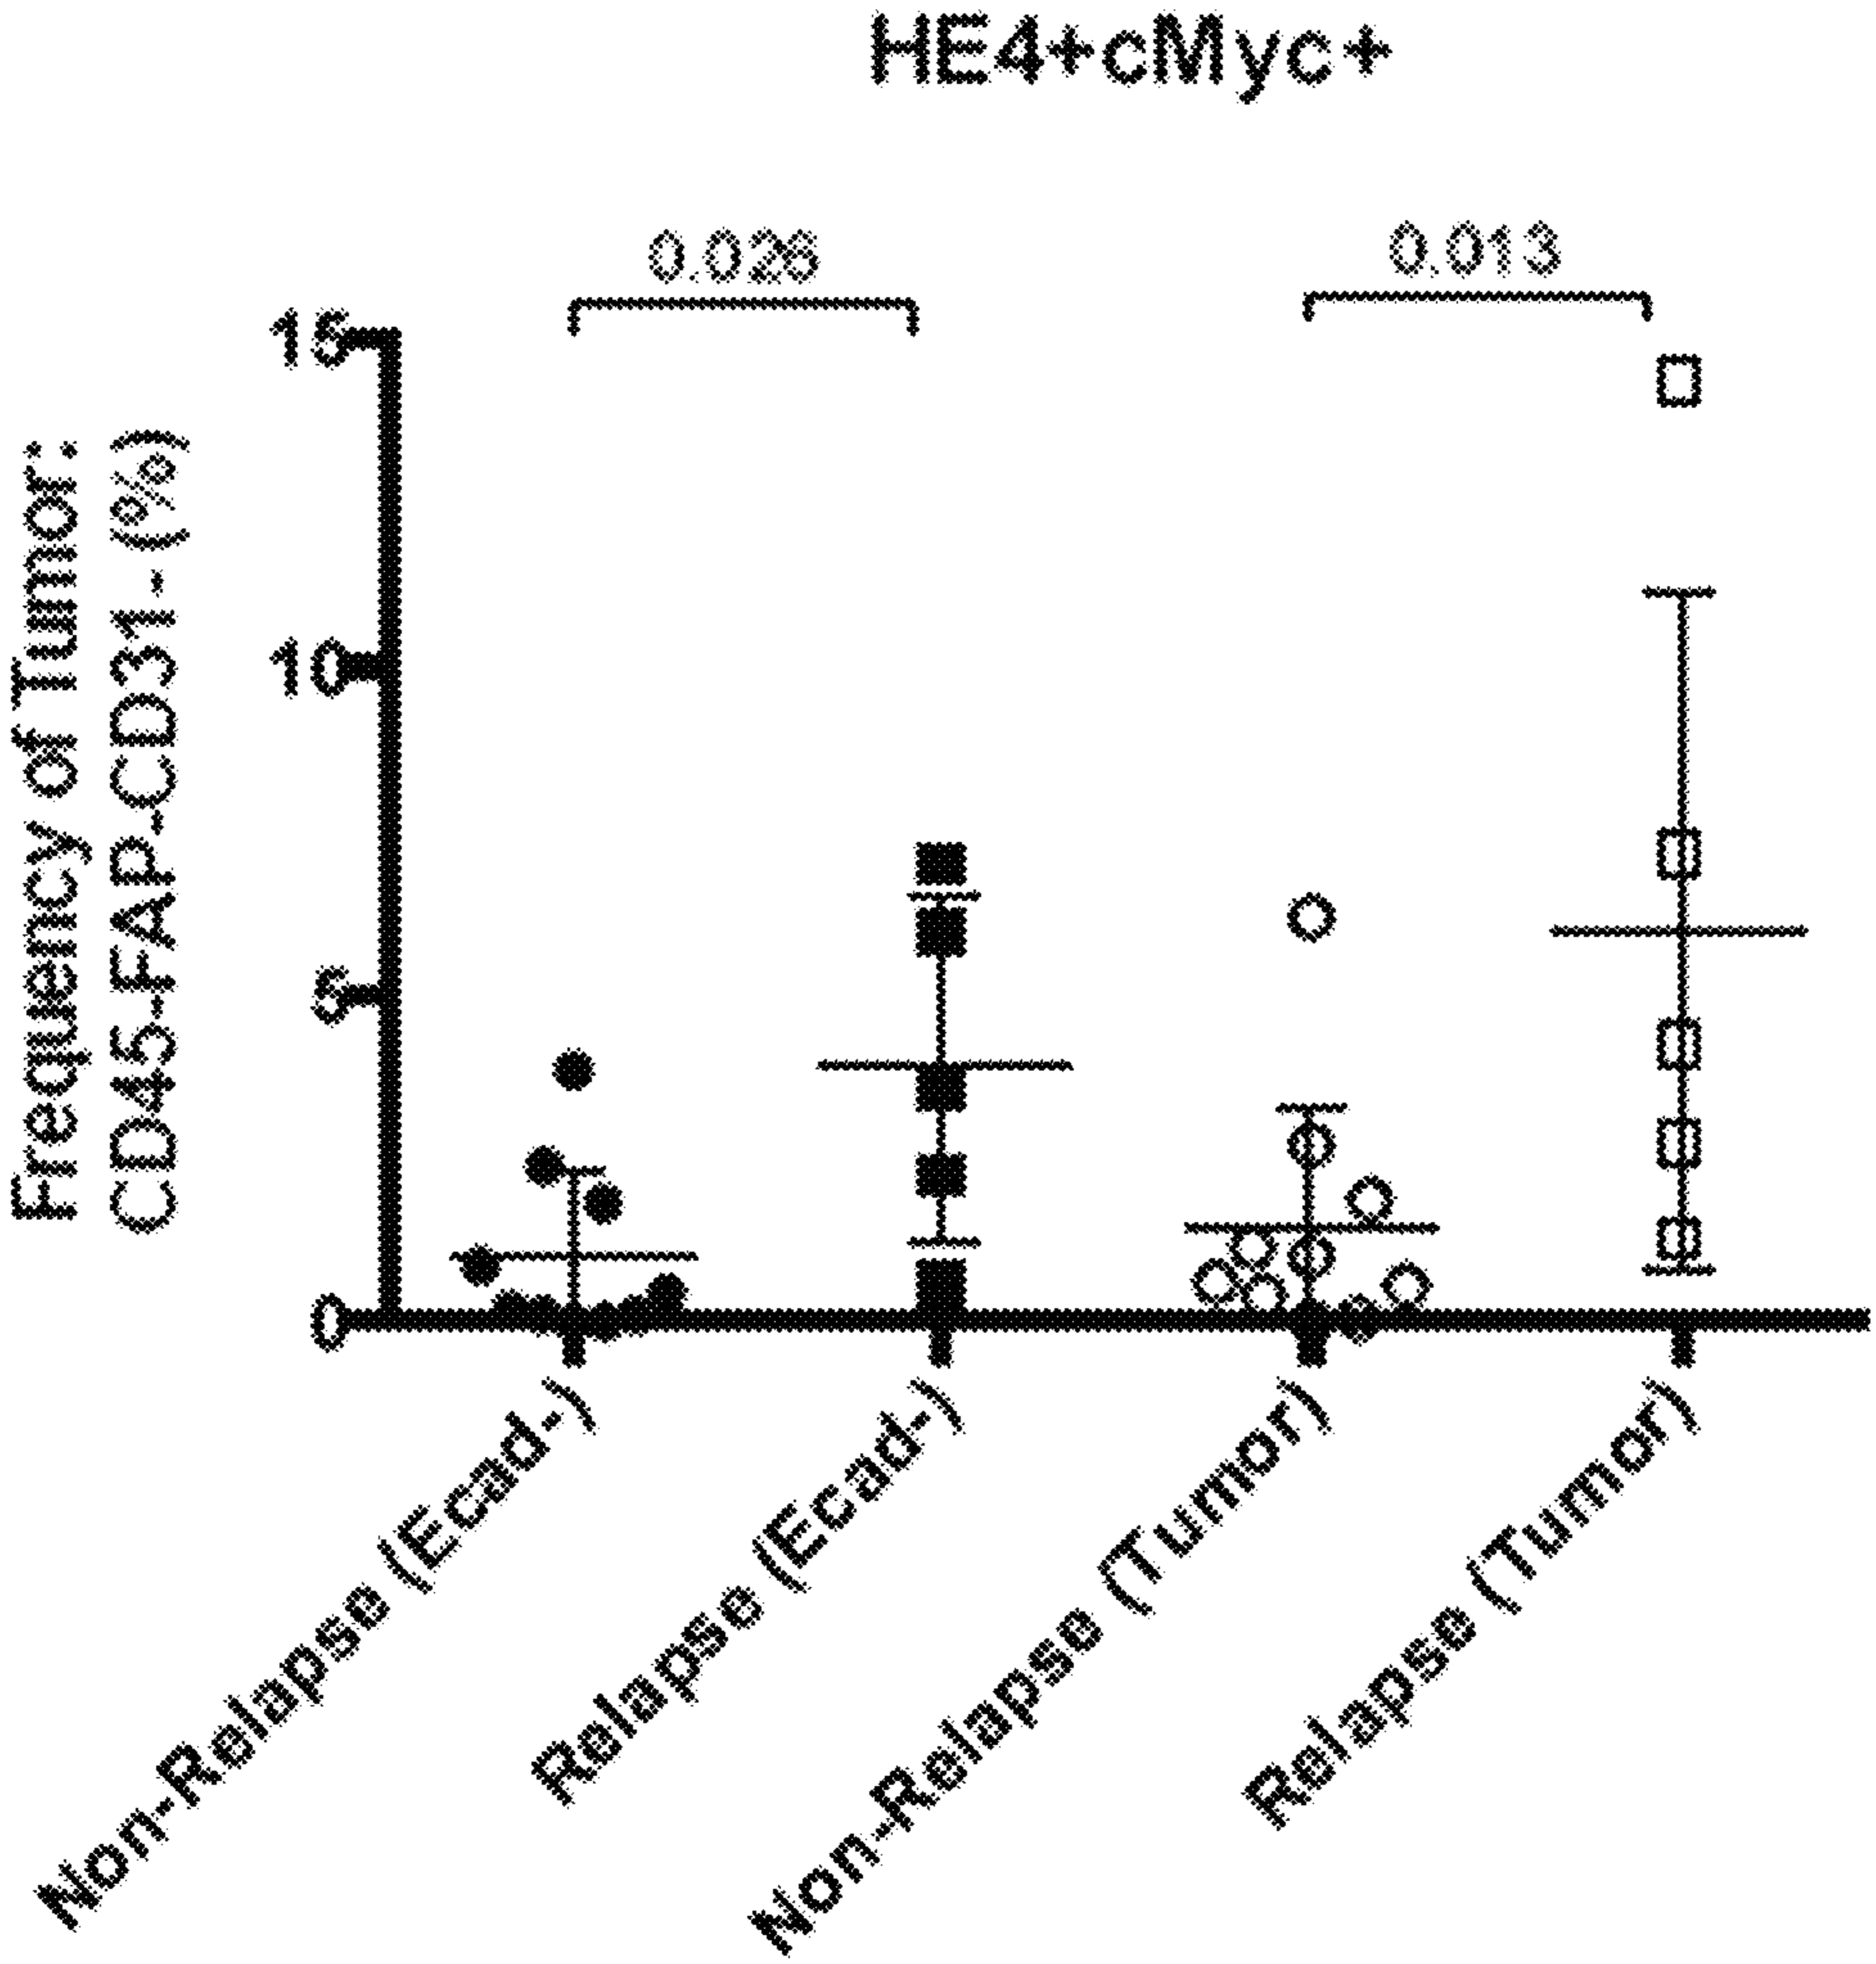 HE4+cMyc+
0.026
0.013
15
10
5
0
Frequency of Tumor:
CD45-FAP-CD31- (%)
Non-Relapse (Ecad-)
Relapse (Ecad-)
Non-Relapse (Tumor)
Relapse (Tumor)